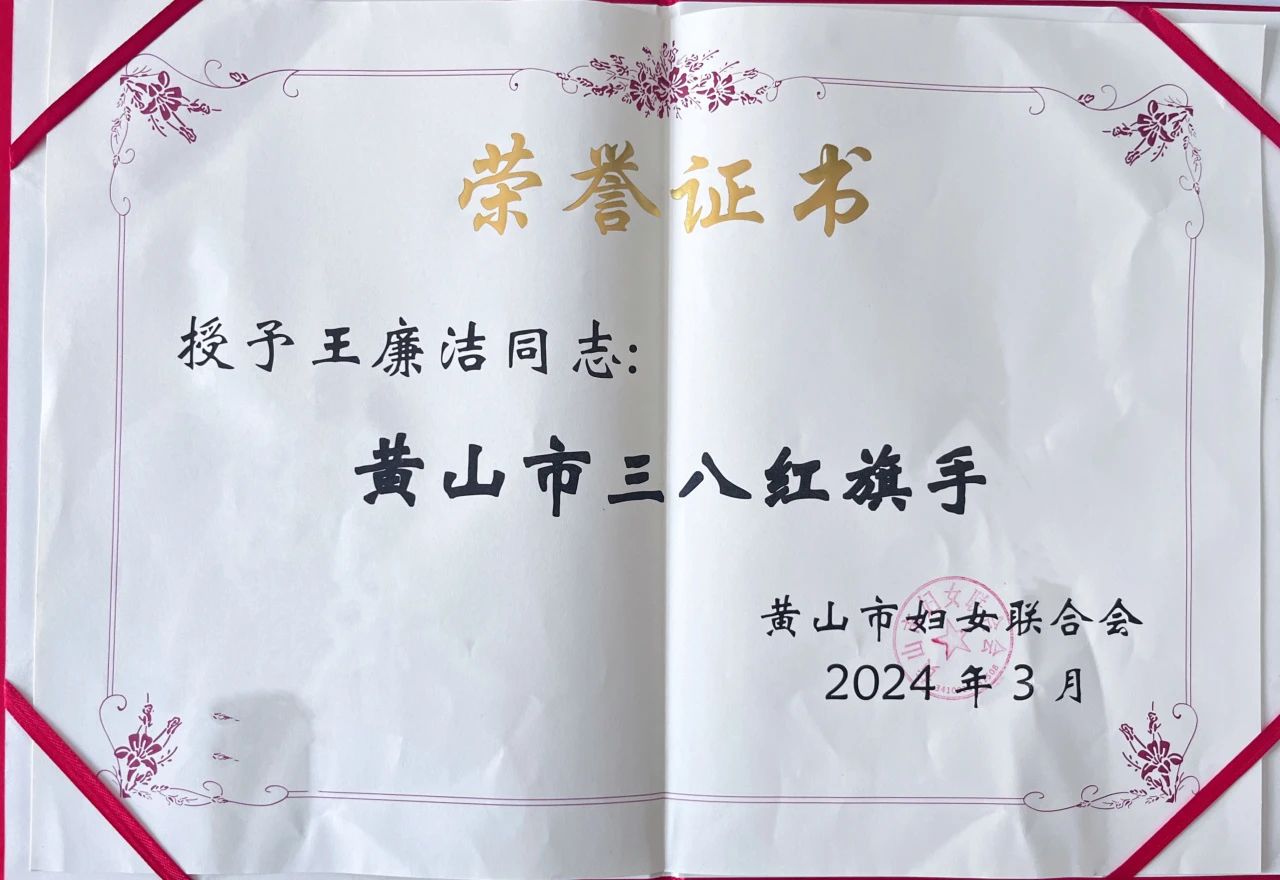 荣誉证书
授予王廉洁同志:
黄山市三八红旗手
黄山市妇女联合会
2024年3月